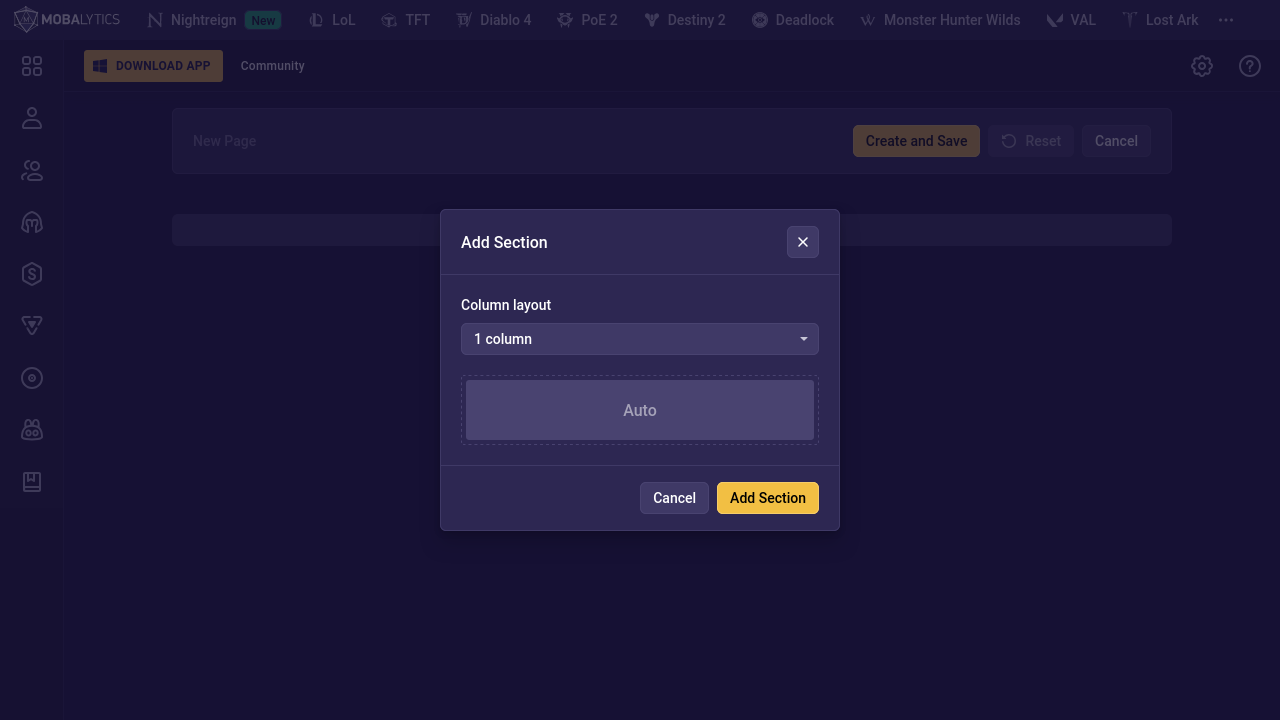 MOBALYTICS
Nightreign New
LoL
TFT
Diablo 4
PoE 2
Destiny 2
Deadlock
Monster Hunter Wilds
VAL
Lost Ark
DOWNLOAD APP
Community
New Page
Create and Save
Reset
Cancel
Add Section
Column layout
1 column
Auto
Cancel
Add Section